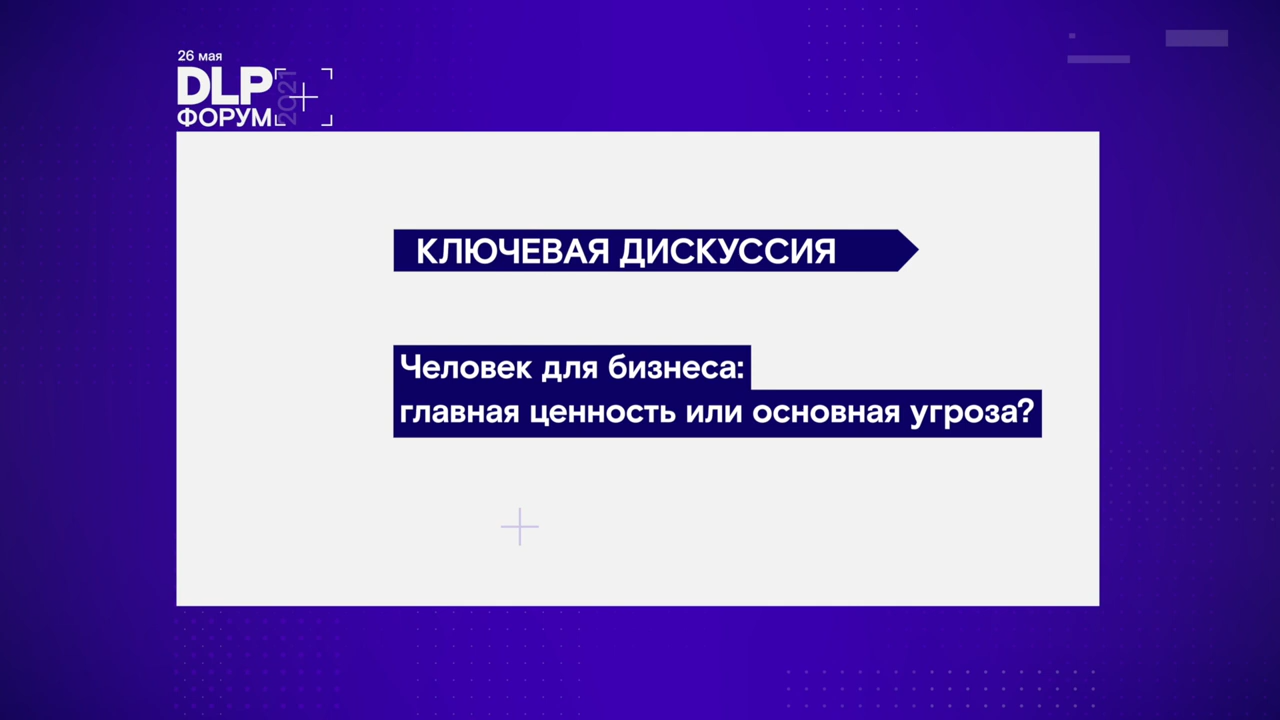 26 мая
DLP
ФОРУМ
2021
КЛЮЧЕВАЯ ДИСКУССИЯ
Человек для бизнеса:
главная ценность или основная угроза?